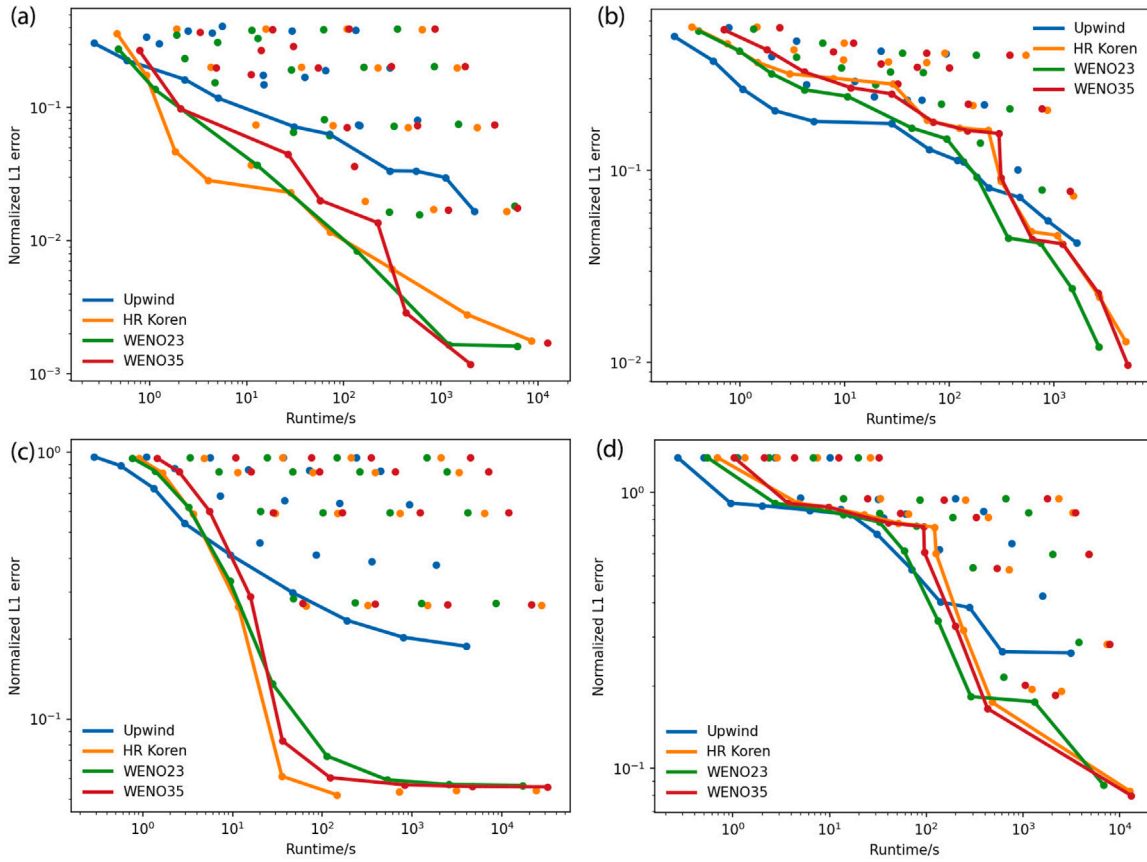 (a)
Normalized L1 error
10⁻¹
10⁻²
10⁻³
Upwind
HR Koren
WENO23
WENO35
10⁰ 10¹ 10² 10³ 10⁴
Runtime/s
(b)
Normalized L1 error
10⁻¹
10⁻²
Upwind
HR Koren
WENO23
WENO35
10⁰ 10¹ 10² 10³
Runtime/s
(c)
Normalized L1 error
10⁰
10⁻¹
Upwind
HR Koren
WENO23
WENO35
10⁰ 10¹ 10² 10³ 10⁴
Runtime/s
(d)
Normalized L1 error
10⁰
10⁻¹
Upwind
HR Koren
WENO23
WENO35
10⁰ 10¹ 10² 10³ 10⁴
Runtime/s